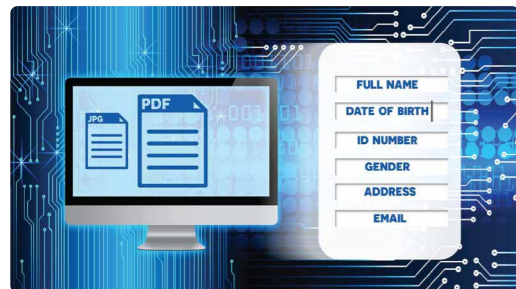 JPG
PDF
FULL NAME
DATE OF BIRTH
ID NUMBER
GENDER
ADDRESS
EMAIL